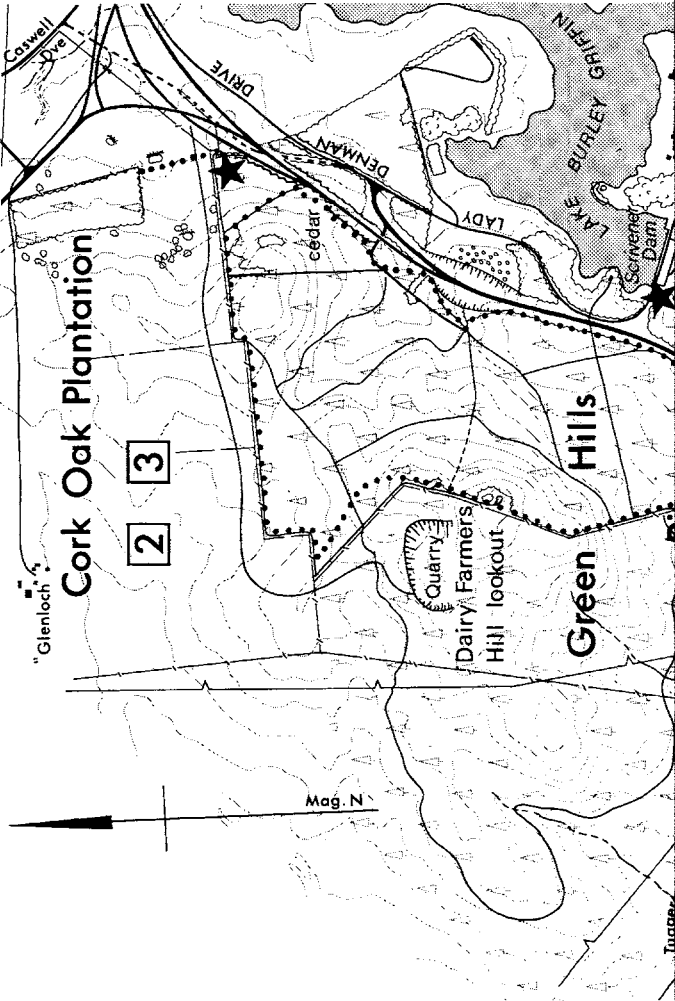 Caswell
Dve
DRIVE
DENMAN
LADY
LAKE BURLEY GRIFFIN
Scrivener
Dam
cedar
Cork Oak Plantation
2
3
"Glenloch"
Quarry
Dairy Farmers
Hill lookout
Green
Hills
Mag. N